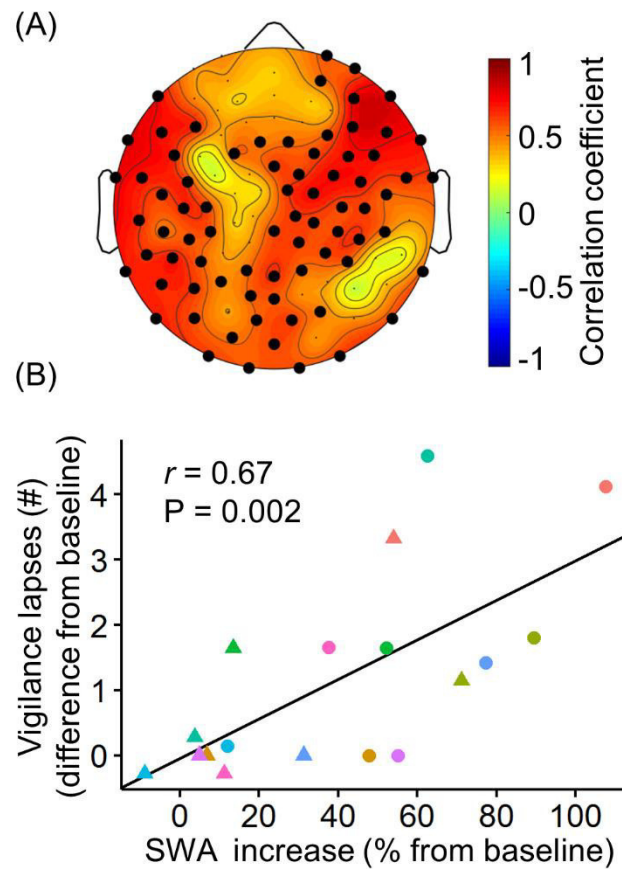 (A)
1
0.5
0
-0.5
-1
Correlation coefficient
(B)
r = 0.67
P = 0.002
4
3
2
1
0
Vigilance lapses (#)
(difference from baseline)
0
20
40
60
80
100
SWA increase (% from baseline)